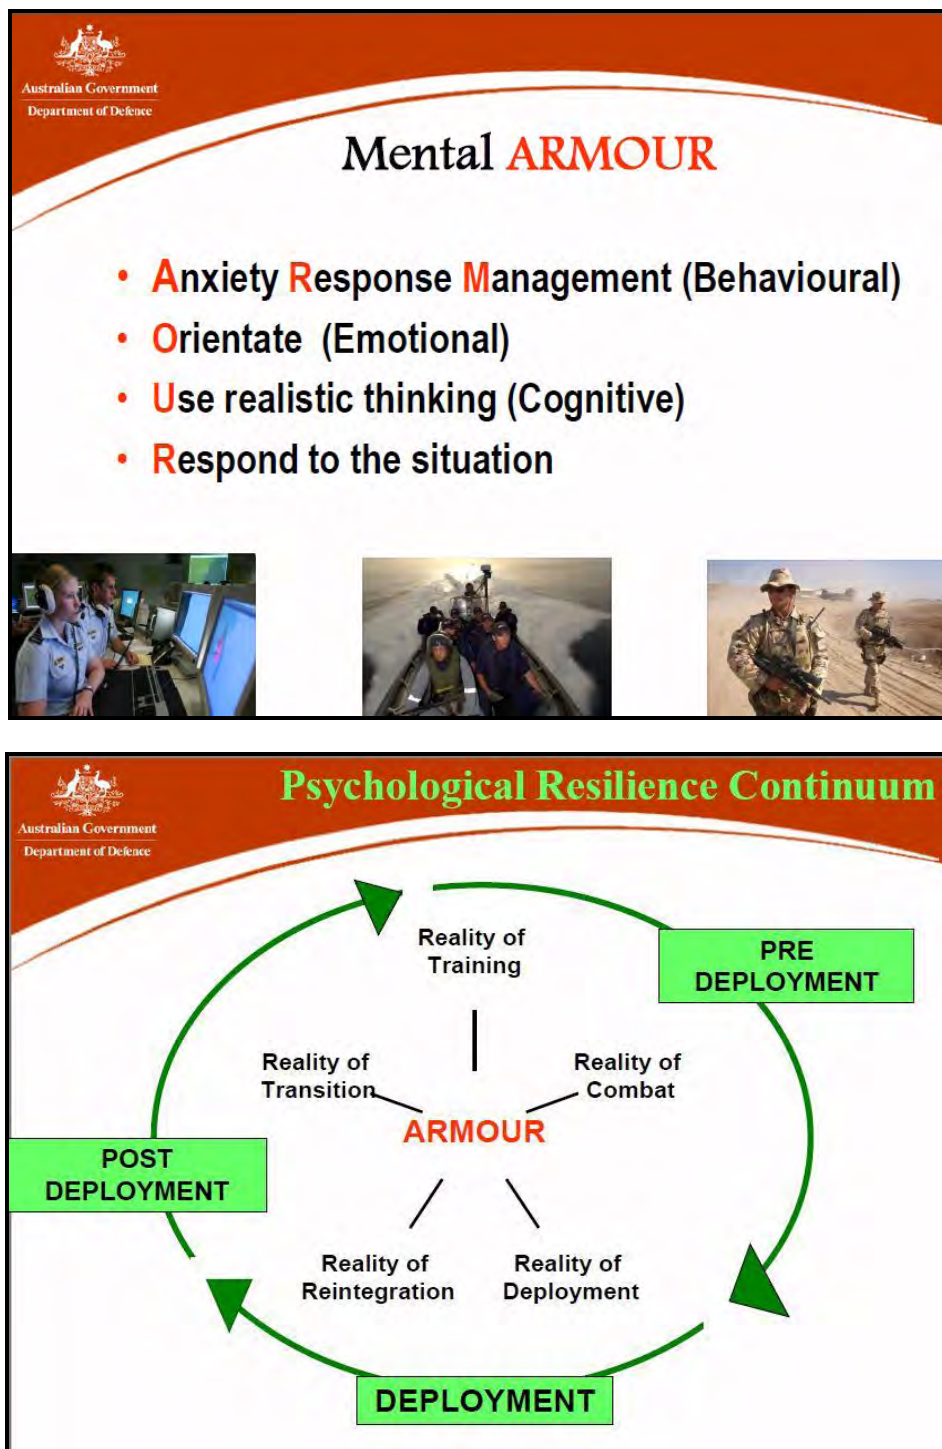 Australian Government
Department of Defence
Mental ARMOUR
• Anxiety Response Management (Behavioural)
• Orientate (Emotional)
• Use realistic thinking (Cognitive)
• Respond to the situation
Australian Government
Department of Defence
Psychological Resilience Continuum
Reality of
Training
PRE
DEPLOYMENT
Reality of
Transition
Reality of
Combat
ARMOUR
POST
DEPLOYMENT
Reality of
Reintegration
Reality of
Deployment
DEPLOYMENT